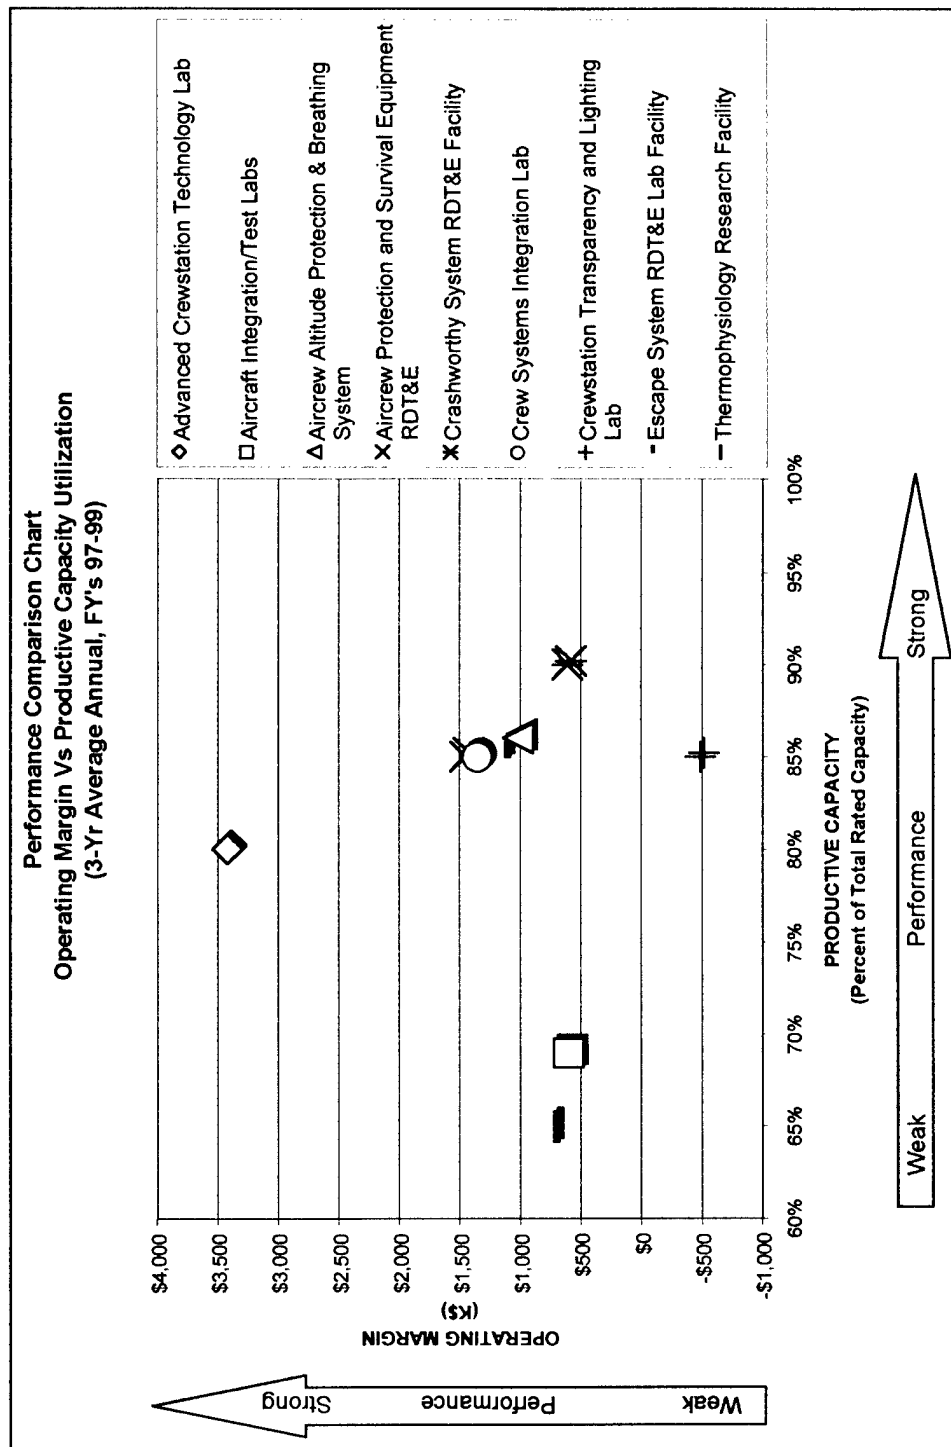 Performance Comparison Chart
Operating Margin Vs Productive Capacity Utilization
(3-Yr Average Annual, FY's 97-99)
Strong
Performance
Weak
OPERATING MARGIN
(K$)
$4,000
$3,500
$3,000
$2,500
$2,000
$1,500
$1,000
$500
$0
-$500
-$1,000
60%
65%
70%
75%
80%
85%
90%
95%
100%
PRODUCTIVE CAPACITY
(Percent of Total Rated Capacity)
Weak
Performance
Strong
Advanced Crewstation Technology Lab
Aircraft Integration/Test Labs
Aircrew Altitude Protection & Breathing
System
Aircrew Protection and Survival Equipment
RDT&E
Crashworthy System RDT&E Facility
Crew Systems Integration Lab
Crewstation Transparency and Lighting
Lab
Escape System RDT&E Lab Facility
Thermophysiology Research Facility